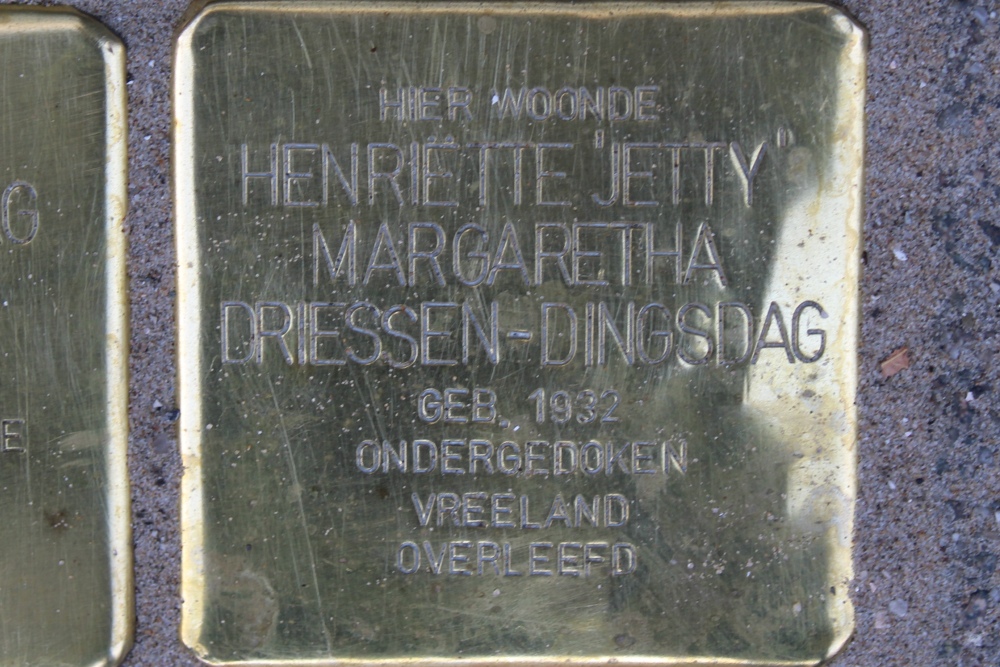 HIER WOONDE
HENRIËTTE "JETTY"
MARGARETHA
DRIESSEN-DINGSDAG
GEB. 1932
ONDERGEDOKEN
VREELAND
OVERLEEFD
G
E